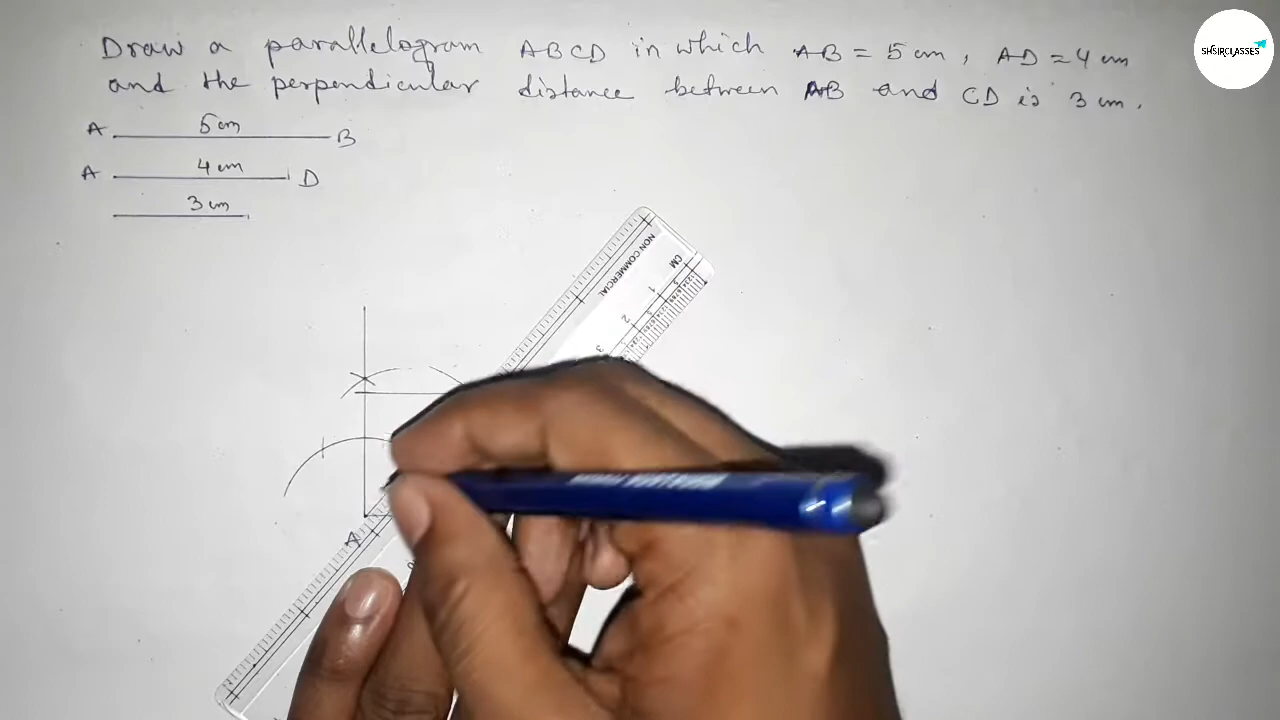 Draw a parallelogram ABCD in which AB = 5 cm, AD = 4 cm
and the perpendicular distance between AB and CD is 3 cm.
SHSIRCLASSES
A 5 cm B
A 4 cm D
3 cm
NON COMMERCIAL
CM
1
2
3
A